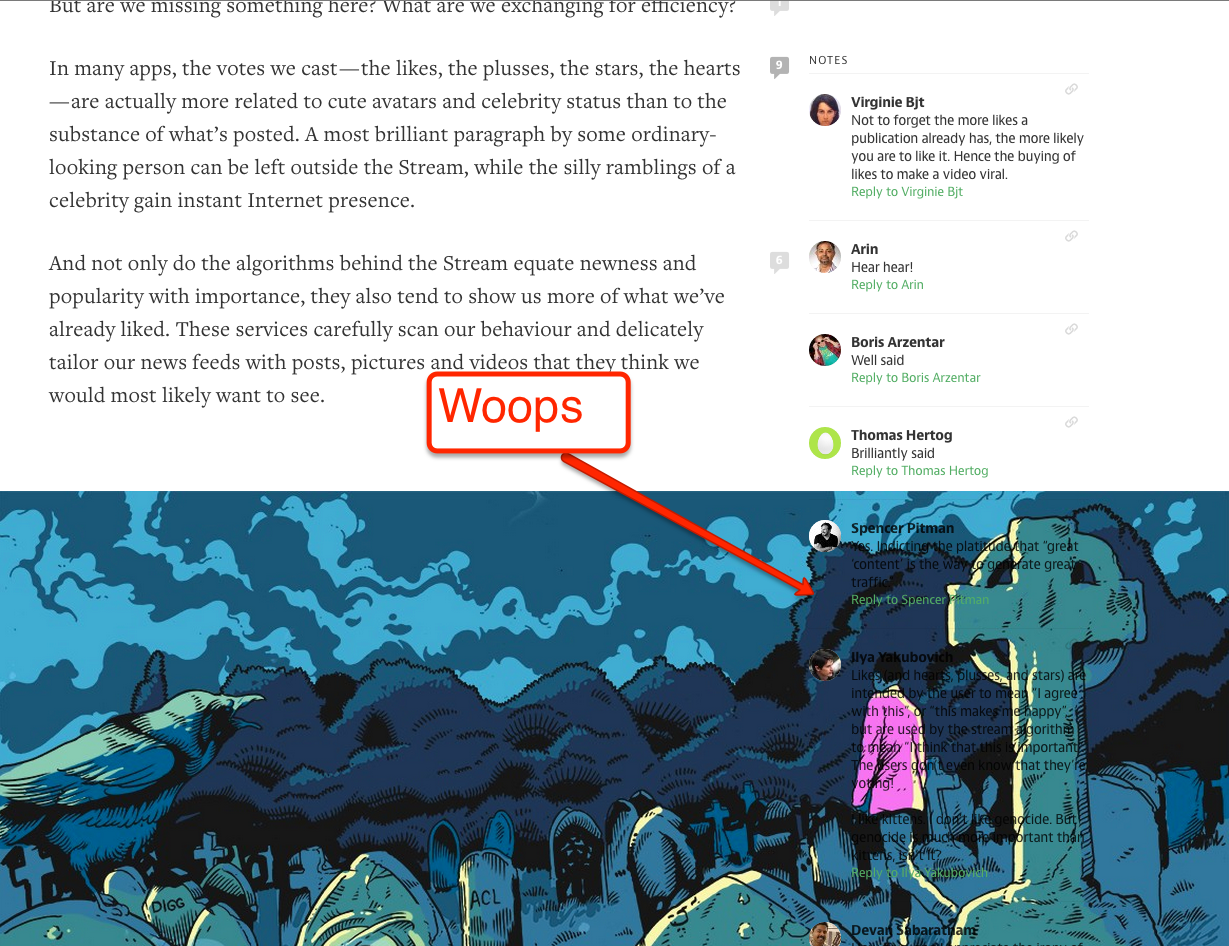 But are we missing something here? What are we exchanging for efficiency?
In many apps, the votes we cast—the likes, the plusses, the stars, the hearts
—are actually more related to cute avatars and celebrity status than to the
substance of what’s posted. A most brilliant paragraph by some ordinary-
looking person can be left outside the Stream, while the silly ramblings of a
celebrity gain instant Internet presence.
9
And not only do the algorithms behind the Stream equate newness and
popularity with importance, they also tend to show us more of what we’ve
already liked. These services carefully scan our behaviour and delicately
tailor our news feeds with posts, pictures and videos that they think we
would most likely want to see.
6
Woops
NOTES
Virginie Bjt
Not to forget the more likes a
publication already has, the more likely
you are to like it. Hence the buying of
likes to make a video viral.
Reply to Virginie Bjt
Arin
Hear hear!
Reply to Arin
Boris Arzentar
Well said
Reply to Boris Arzentar
Thomas Hertog
Brilliantly said
Reply to Thomas Hertog
Spencer Pitman
Yes. Indicting the platitude that “great
‘content’ is the way to generate great
traffic.”
Reply to Spencer Pitman
Ilya Yakubovich
Likes (and hearts, plusses, and stars) are
intended by the user to mean “I agree
with this”, or “this makes me happy”,
but are used by the stream algorithm
to mean “I think that this is important”.
The users don’t even know that they’re
voting!
I like kittens. I don’t like genocide. But
genocide is much more important than
kittens, isn’t it?
Reply to Ilya Yakubovich
Devan Sabaratnam
DIGG
ACL